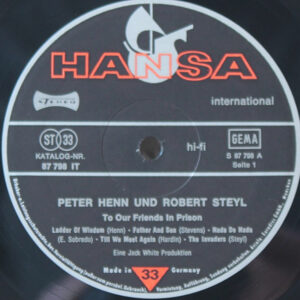 HANSA
STEREO
international
ST 33
KATALOG-NR.
87 798 IT
hi-fi
GEMA
S 87 798 A
Seite 1
PETER HENN UND ROBERT STEYL
To Our Friends In Prison
Ladder Of Wisdom (Henn) · Father And Son (Stevens) · Nada De Nada
(E. Sobredo) · Till We Meet Again (Hardin) · The Invaders (Steyl)
Eine Jack White Produktion
Made in 33 Germany